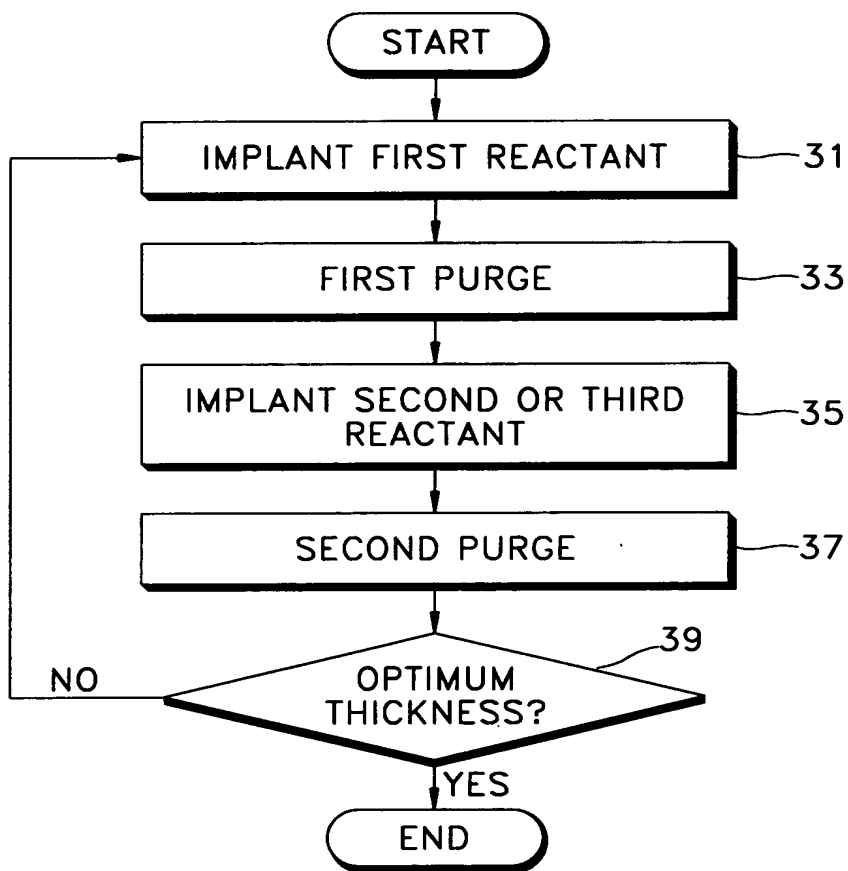 START
IMPLANT FIRST REACTANT
31
FIRST PURGE
33
IMPLANT SECOND OR THIRD
REACTANT
35
SECOND PURGE
37
39
OPTIMUM
THICKNESS?
NO
YES
END